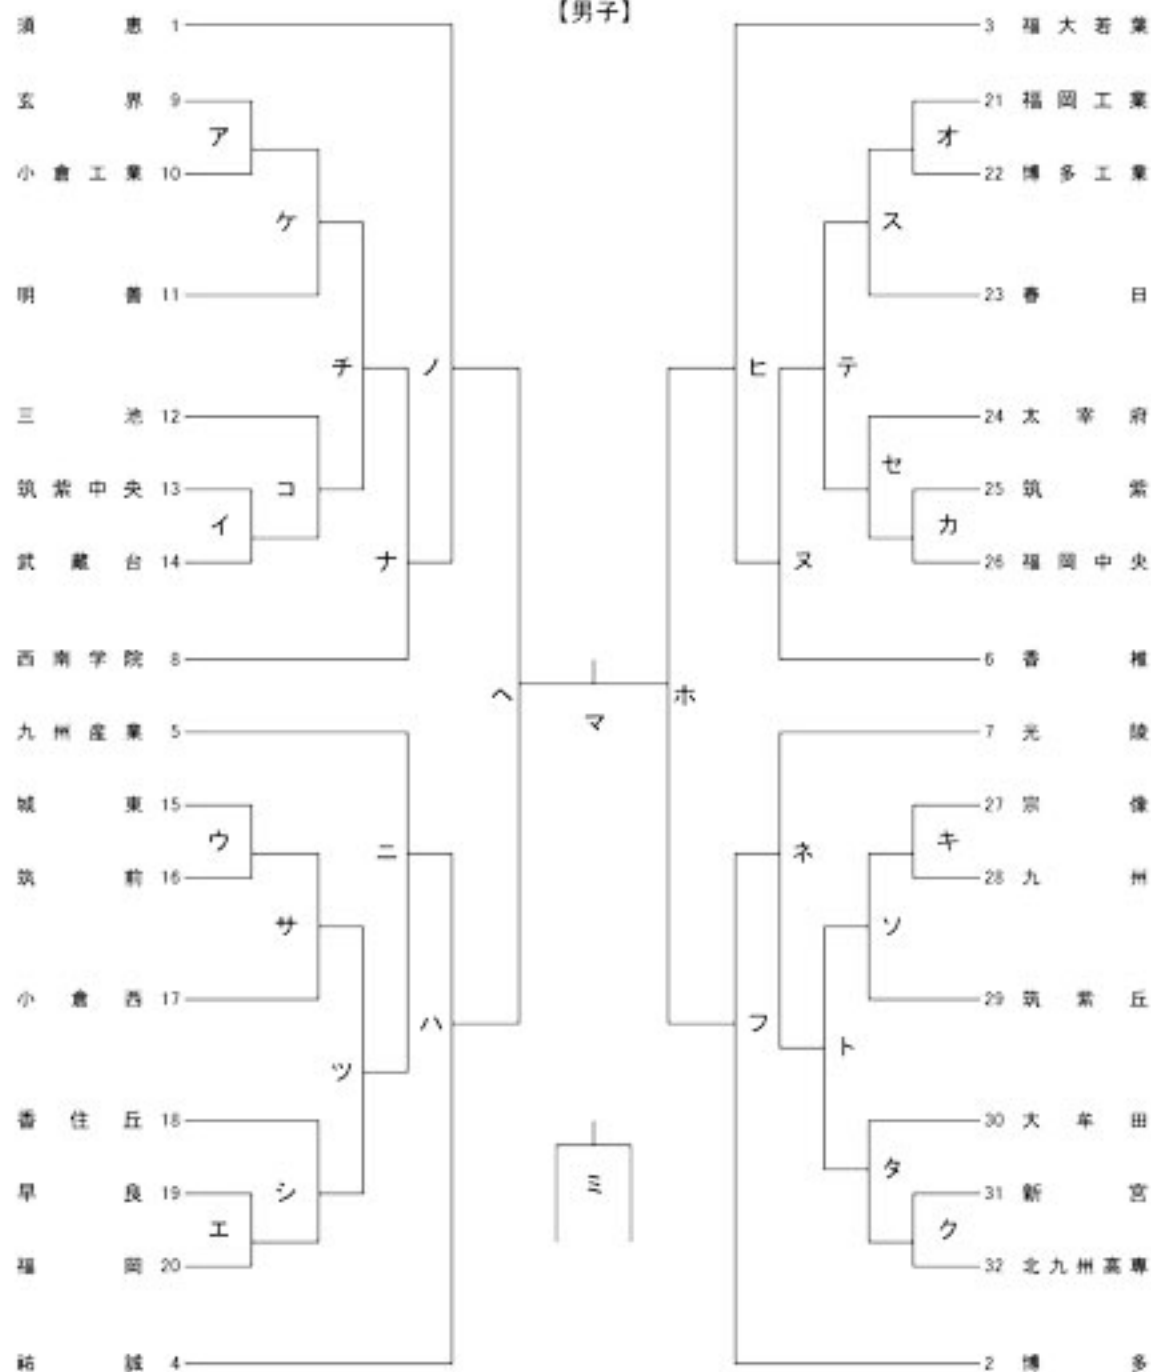 【男子】
須恵 1
3 福大若葉
玄界 9
21 福岡工業
ア
オ
小倉工業 10
22 博多工業
ケ
ス
明善 11
23 春日
チ
ノ
ヒ
テ
三池 12
24 太宰府
セ
筑紫中央 13
コ
25 筑紫
イ
カ
武蔵台 14
ナ
ヌ
26 福岡中央
西南学院 8
6 香椎
ヘ
ホ
マ
九州産業 5
7 光陵
城東 15
27 宗像
ウ
キ
ニ
ネ
筑前 16
28 九州
サ
ソ
小倉西 17
29 筑紫丘
ハ
フ
ツ
ト
香住丘 18
30 大牟田
タ
ミ
早良 19
シ
31 新宮
エ
ク
福岡 20
32 北九州高専
祐誠 4
2 博多